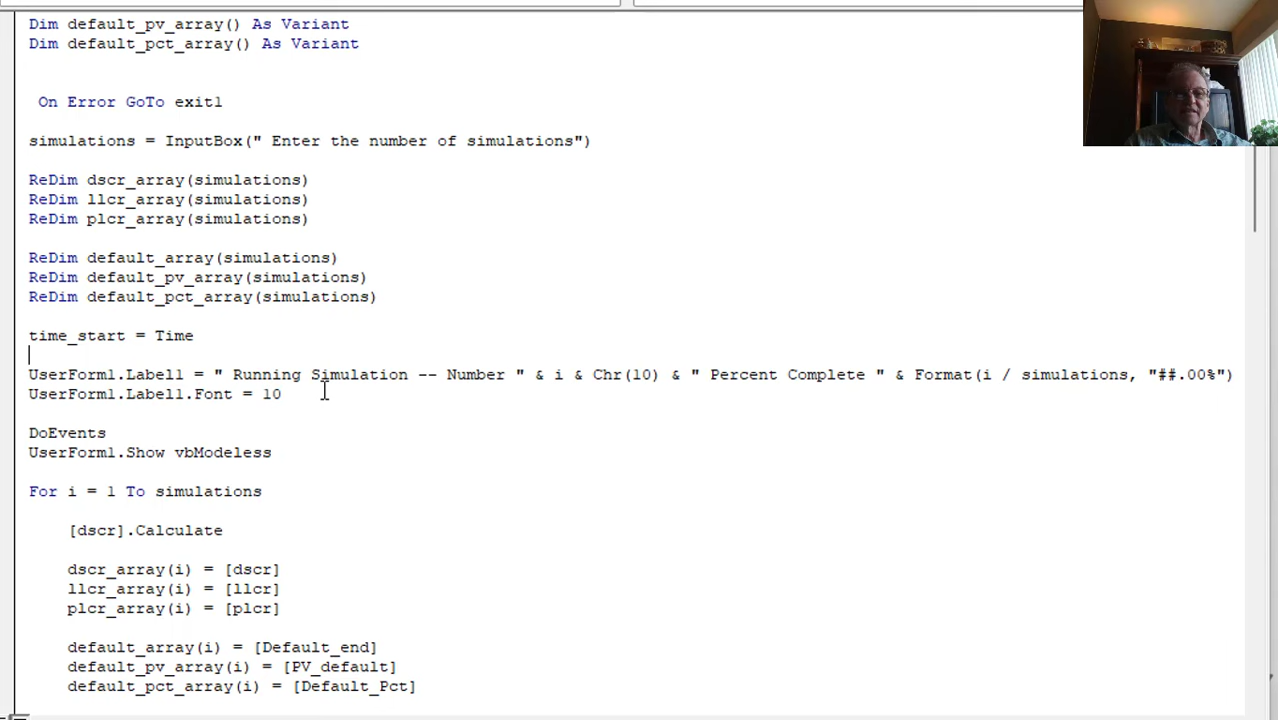 Dim default_pv_array() As Variant
Dim default_pct_array() As Variant
On Error GoTo exit1
simulations = InputBox(" Enter the number of simulations")
ReDim dscr_array(simulations)
ReDim llcr_array(simulations)
ReDim plcr_array(simulations)
ReDim default_array(simulations)
ReDim default_pv_array(simulations)
ReDim default_pct_array(simulations)
time_start = Time
UserForm1.Label1 = " Running Simulation -- Number " & i & Chr(10) & " Percent Complete " & Format(i / simulations, "##.00%")
UserForm1.Label1.Font = 10
DoEvents
UserForm1.Show vbModeless
For i = 1 To simulations
[dscr].Calculate
dscr_array(i) = [dscr]
llcr_array(i) = [llcr]
plcr_array(i) = [plcr]
default_array(i) = [Default_end]
default_pv_array(i) = [PV_default]
default_pct_array(i) = [Default_Pct]